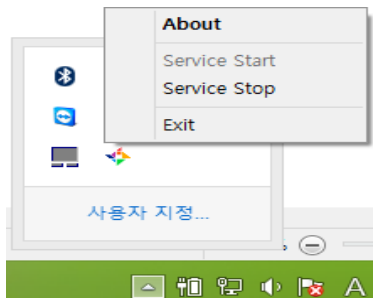 About
Service Start
Service Stop
Exit
사용자 지정...
A